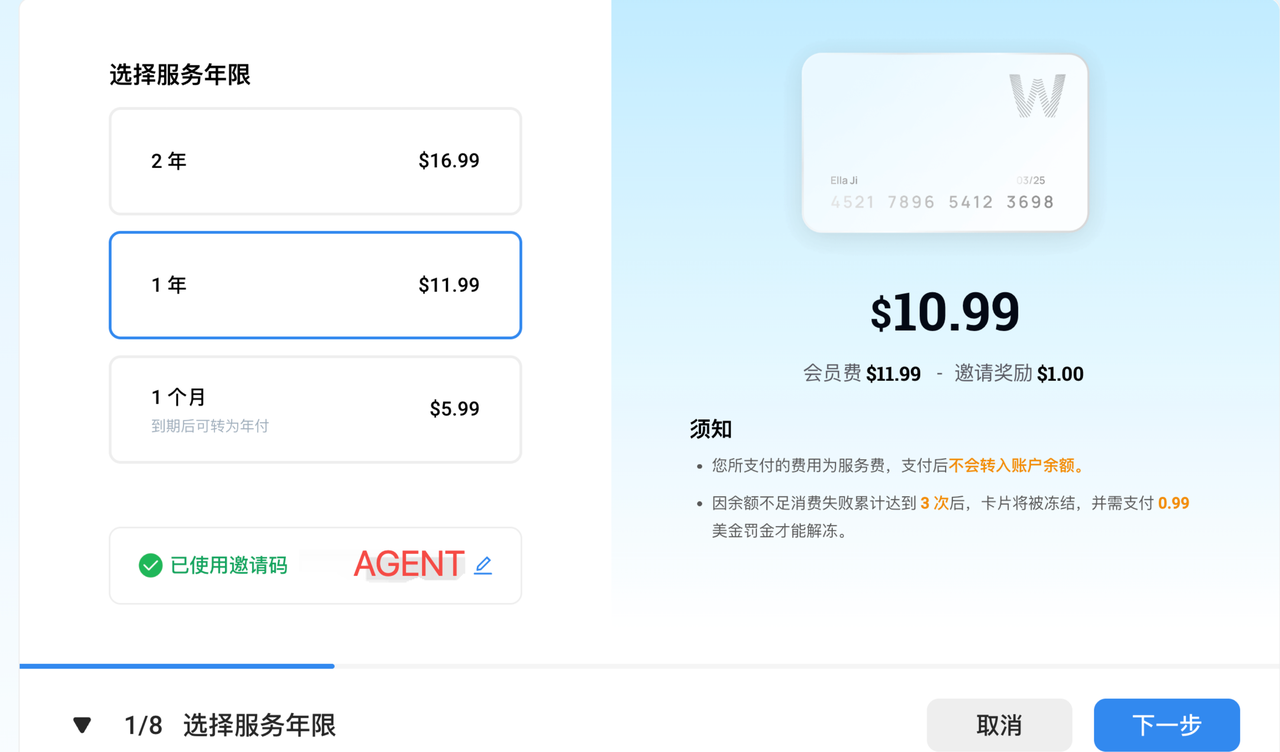 选择服务年限
2 年 $16.99
1 年 $11.99
1 个月 $5.99
到期后可转为年付
已使用邀请码 AGENT
W
Ella Ji 03/25
4521 7896 5412 3698
$10.99
会员费 $11.99 - 邀请奖励 $1.00
须知
• 您所支付的费用为服务费，支付后不会转入账户余额。
• 因余额不足消费失败累计达到 3 次后，卡片将被冻结，并需支付 0.99
美金罚金才能解冻。
1/8 选择服务年限
取消 下一步